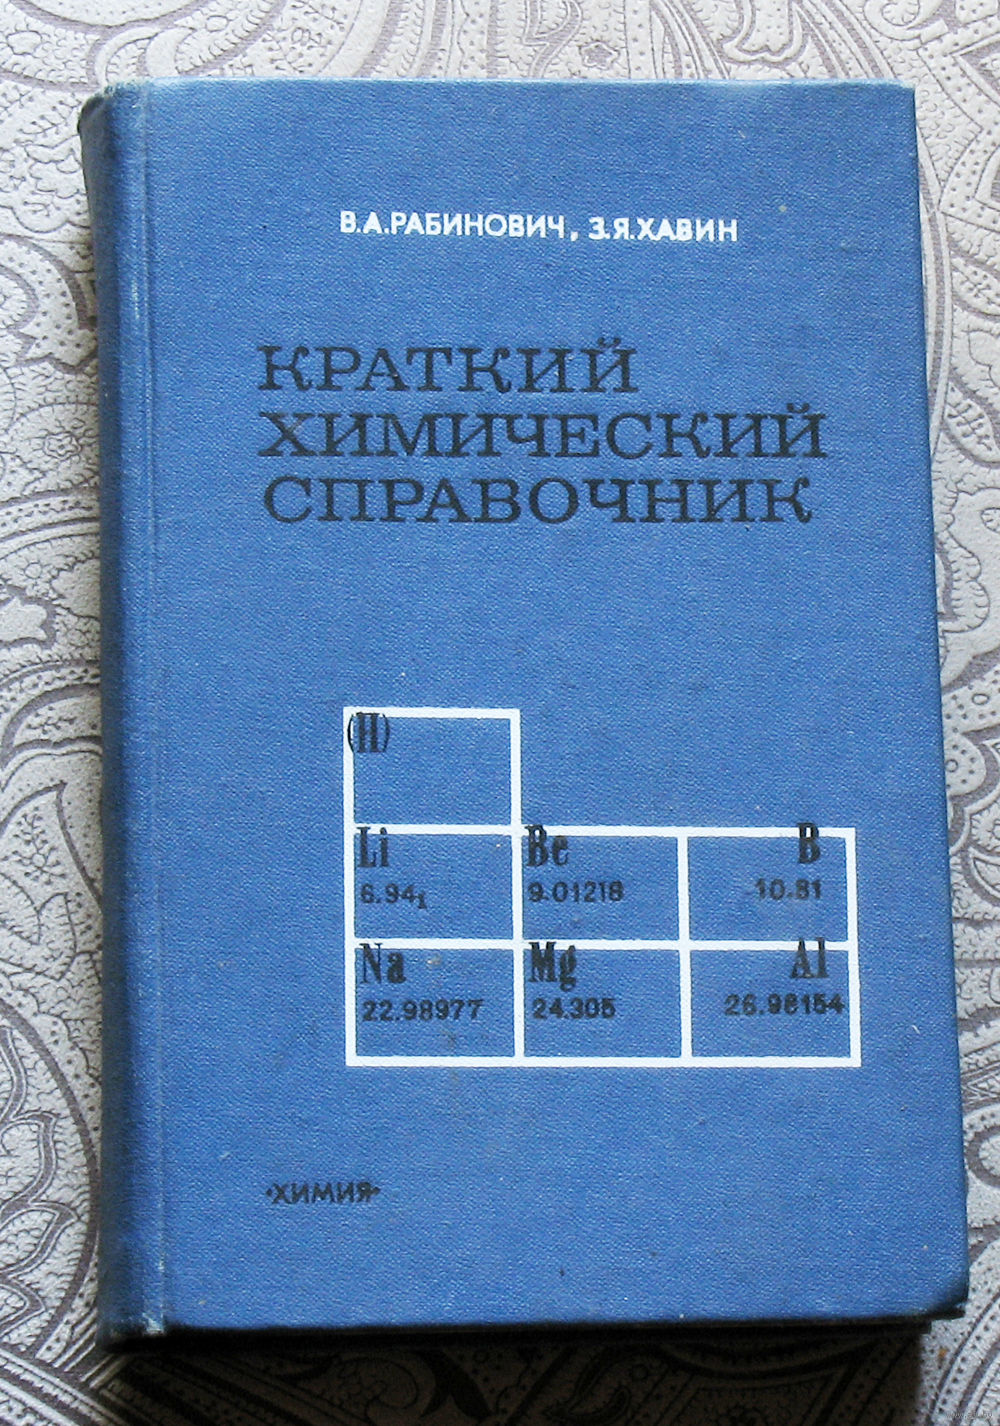 В.А.РАБИНОВИЧ, З.Я.ХАВИН
КРАТКИЙ
ХИМИЧЕСКИЙ
СПРАВОЧНИК
(H)
Li Be B
6.941 9.01218 10.81
Na Mg Al
22.98977 24.305 26.98154
«ХИМИЯ»